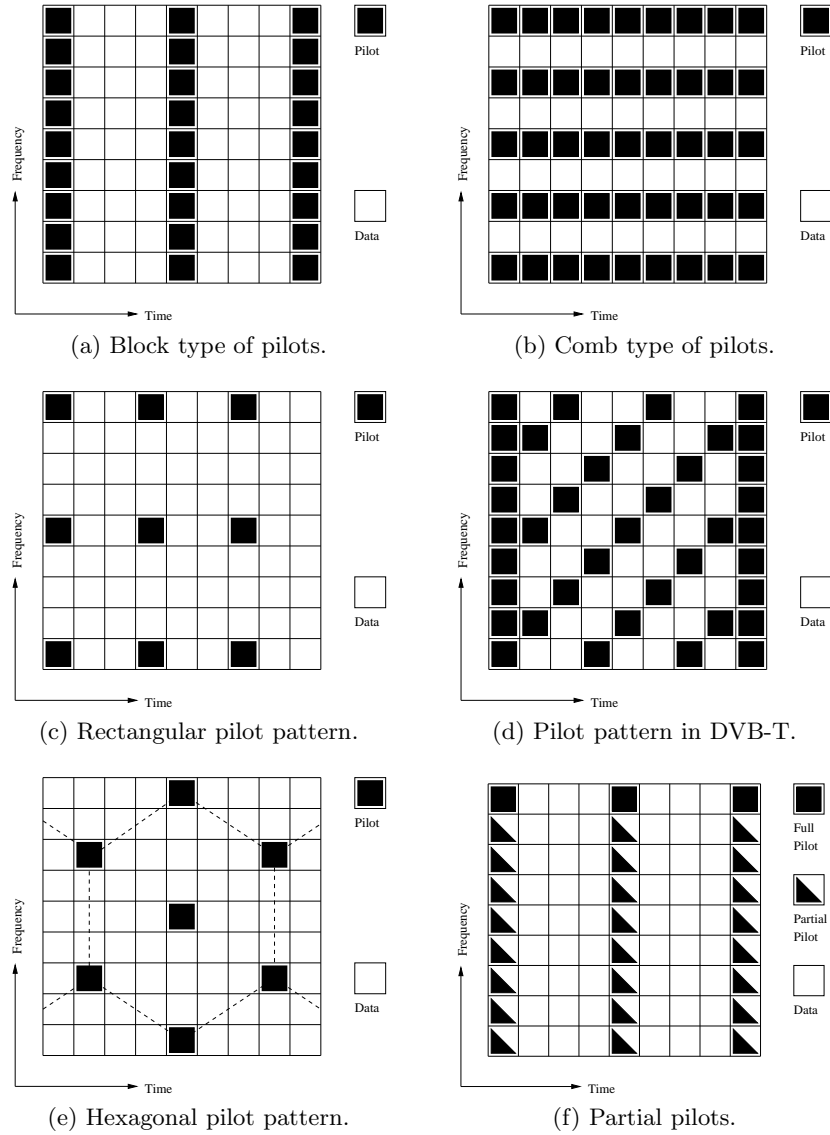 Pilot
Data
Frequency
Time
(a) Block type of pilots.
Pilot
Data
Frequency
Time
(b) Comb type of pilots.
Pilot
Data
Frequency
Time
(c) Rectangular pilot pattern.
Pilot
Data
Frequency
Time
(d) Pilot pattern in DVB-T.
Pilot
Data
Frequency
Time
(e) Hexagonal pilot pattern.
Full
Pilot
Partial
Pilot
Data
Frequency
Time
(f) Partial pilots.